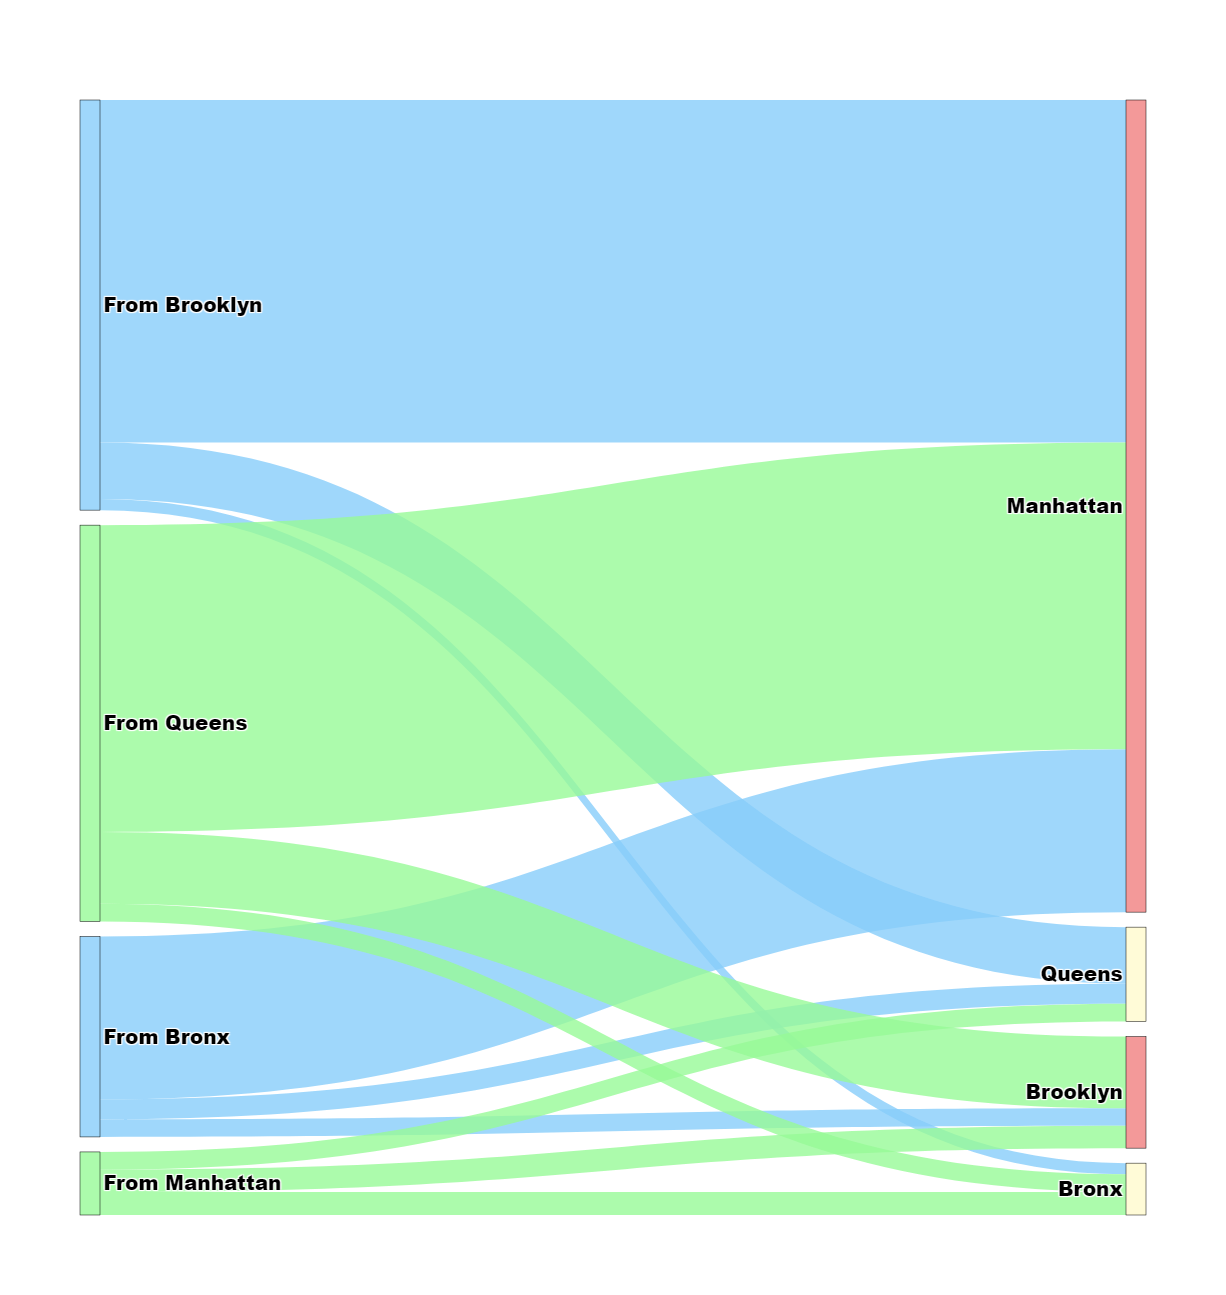 From Brooklyn
Manhattan
From Queens
Queens
From Bronx
Brooklyn
From Manhattan
Bronx